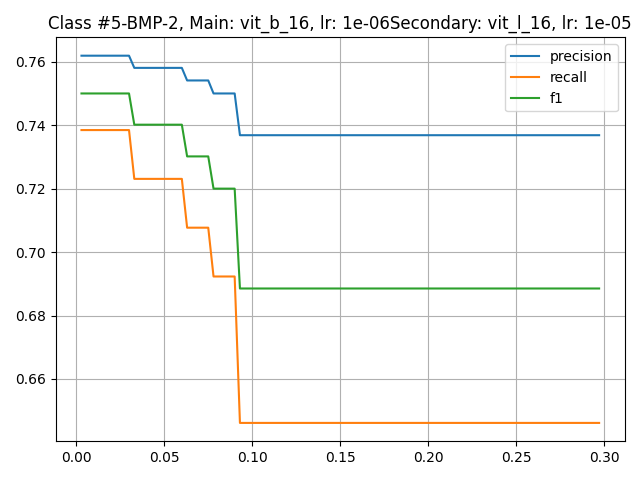 Class #5-BMP-2, Main: vit_b_16, lr: 1e-06Secondary: vit_l_16, lr: 1e-05
precision
recall
f1
0.76
0.74
0.72
0.70
0.68
0.66
0.00 0.05 0.10 0.15 0.20 0.25 0.30